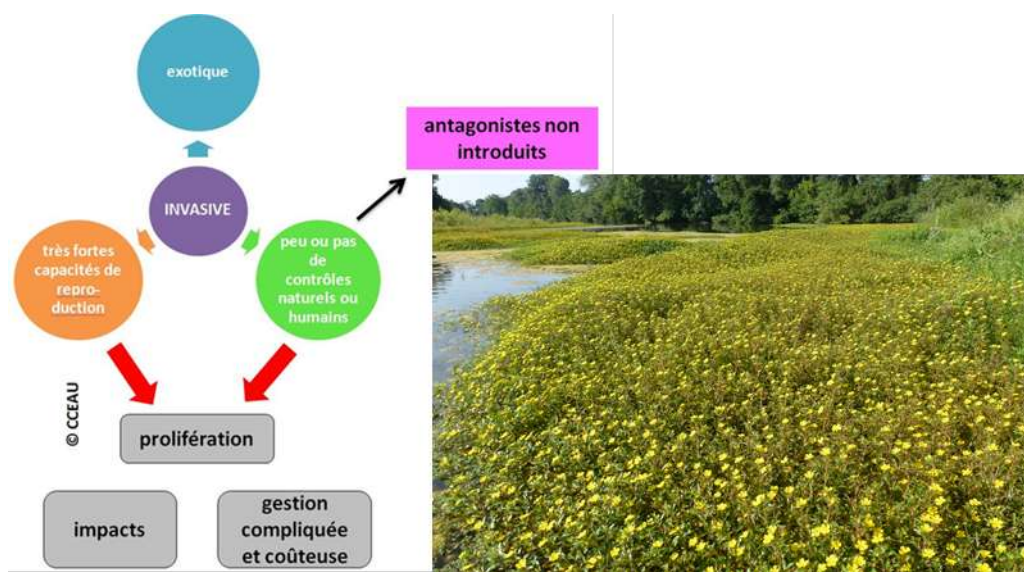 exotique
antagonistes non
introduits
INVASIVE
très fortes
capacités de
repro-
duction
peu ou pas
de
contrôles
naturels ou
humains
© CCEAU
prolifération
impacts
gestion
compliquée
et coûteuse